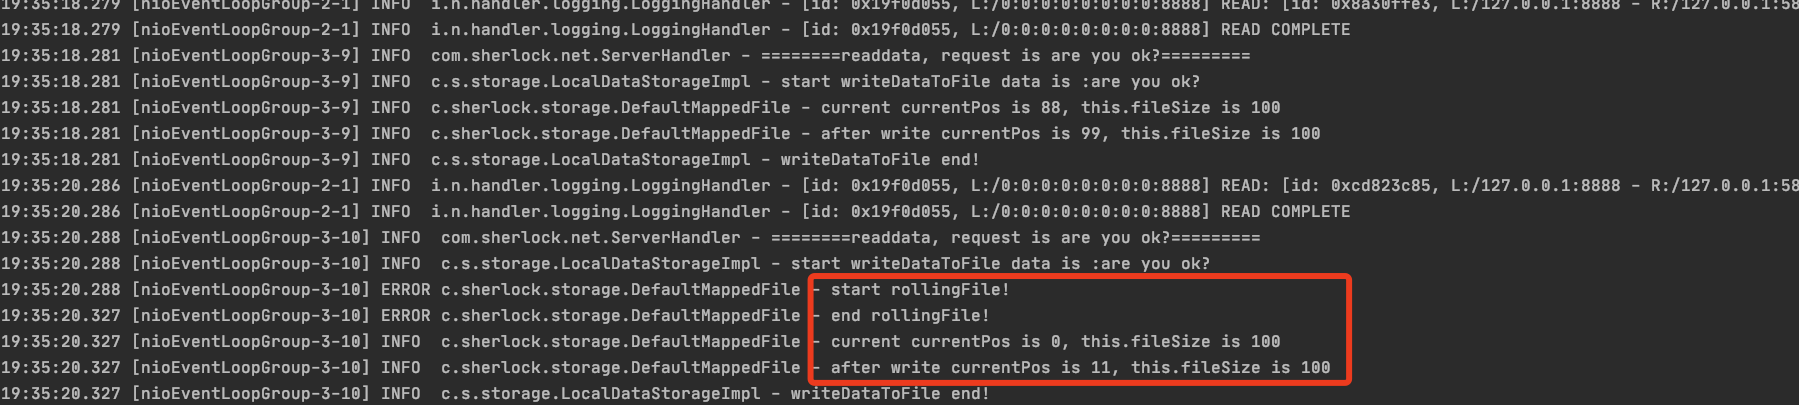 19:35:18.279 [nioEventLoopGroup-2-1] INFO  i.n.handler.logging.LoggingHandler - [id: 0x19f0d055, L:/0:0:0:0:0:0:0:0:8888] READ: [id: 0x8a30ffe3, L:/127.0.0.1:8888 - R:/127.0.0.1:58
19:35:18.279 [nioEventLoopGroup-2-1] INFO  i.n.handler.logging.LoggingHandler - [id: 0x19f0d055, L:/0:0:0:0:0:0:0:0:8888] READ COMPLETE
19:35:18.281 [nioEventLoopGroup-3-9] INFO  com.sherlock.net.ServerHandler - ========readdata, request is are you ok?=========
19:35:18.281 [nioEventLoopGroup-3-9] INFO  c.s.storage.LocalDataStorageImpl - start writeDataToFile data is :are you ok?
19:35:18.281 [nioEventLoopGroup-3-9] INFO  c.sherlock.storage.DefaultMappedFile - current currentPos is 88, this.fileSize is 100
19:35:18.281 [nioEventLoopGroup-3-9] INFO  c.sherlock.storage.DefaultMappedFile - after write currentPos is 99, this.fileSize is 100
19:35:18.281 [nioEventLoopGroup-3-9] INFO  c.s.storage.LocalDataStorageImpl - writeDataToFile end!
19:35:20.286 [nioEventLoopGroup-2-1] INFO  i.n.handler.logging.LoggingHandler - [id: 0x19f0d055, L:/0:0:0:0:0:0:0:0:8888] READ: [id: 0xcd823c85, L:/127.0.0.1:8888 - R:/127.0.0.1:58
19:35:20.286 [nioEventLoopGroup-2-1] INFO  i.n.handler.logging.LoggingHandler - [id: 0x19f0d055, L:/0:0:0:0:0:0:0:0:8888] READ COMPLETE
19:35:20.288 [nioEventLoopGroup-3-10] INFO  com.sherlock.net.ServerHandler - ========readdata, request is are you ok?=========
19:35:20.288 [nioEventLoopGroup-3-10] INFO  c.s.storage.LocalDataStorageImpl - start writeDataToFile data is :are you ok?
19:35:20.288 [nioEventLoopGroup-3-10] ERROR c.sherlock.storage.DefaultMappedFile - start rollingFile!
19:35:20.327 [nioEventLoopGroup-3-10] ERROR c.sherlock.storage.DefaultMappedFile - end rollingFile!
19:35:20.327 [nioEventLoopGroup-3-10] INFO  c.sherlock.storage.DefaultMappedFile - current currentPos is 0, this.fileSize is 100
19:35:20.327 [nioEventLoopGroup-3-10] INFO  c.sherlock.storage.DefaultMappedFile - after write currentPos is 11, this.fileSize is 100
19:35:20.327 [nioEventLoopGroup-3-10] INFO  c.s.storage.LocalDataStorageImpl - writeDataToFile end!